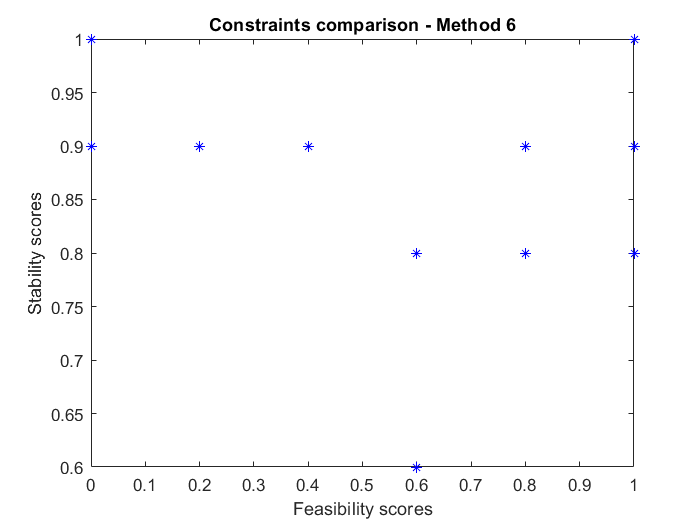 Constraints comparison - Method 6
1
0.95
0.9
0.85
0.8
0.75
0.7
0.65
0.6
Stability scores
0 0.1 0.2 0.3 0.4 0.5 0.6 0.7 0.8 0.9 1
Feasibility scores